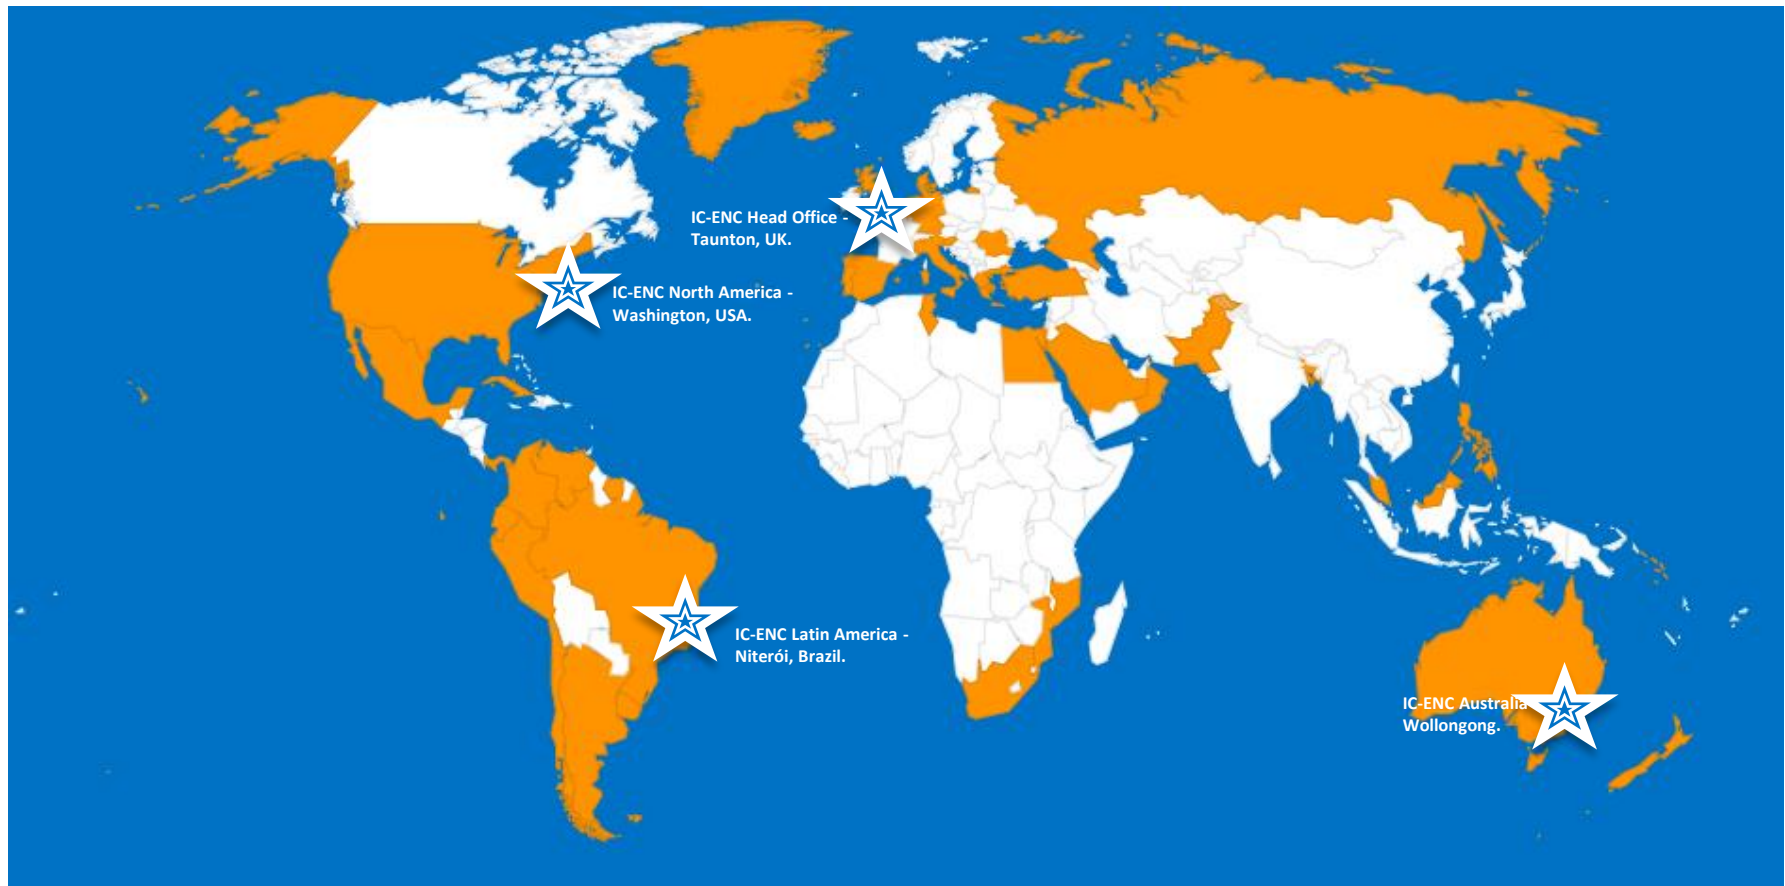 IC-ENC Head Office -
Taunton, UK.
IC-ENC North America -
Washington, USA.
IC-ENC Latin America -
Niterói, Brazil.
IC-ENC Australia
Wollongong.